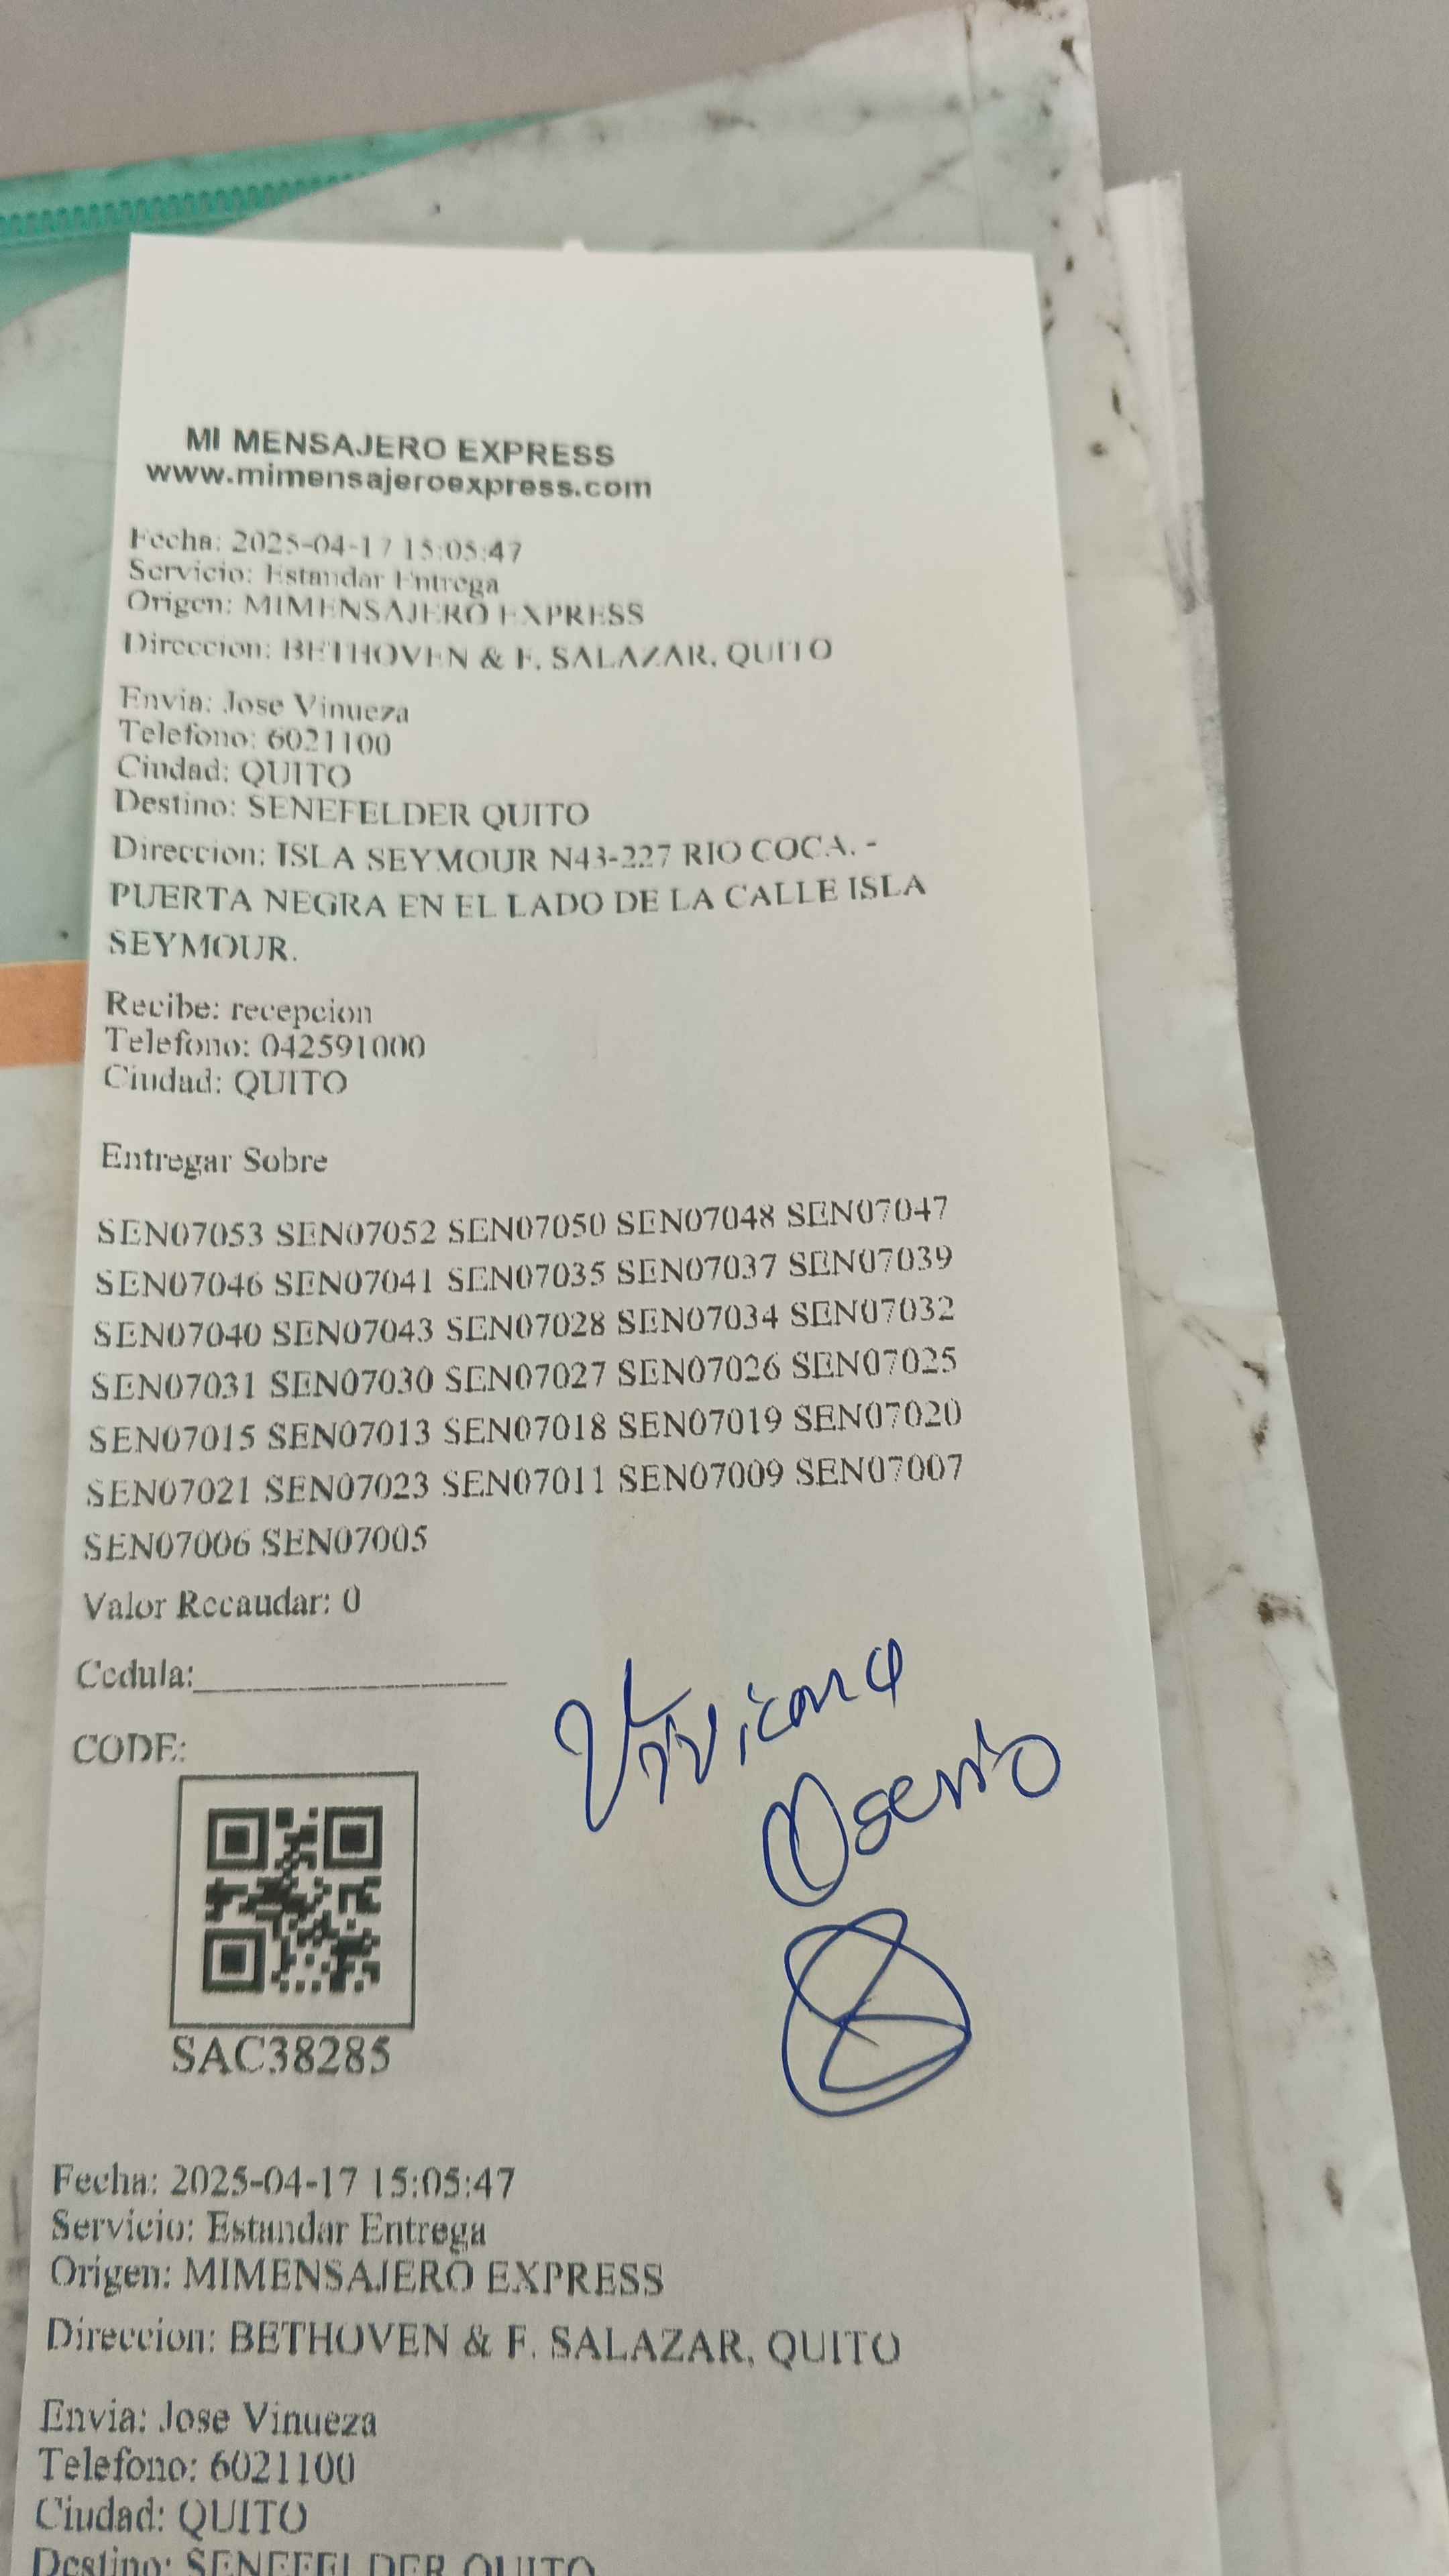 MI MENSAJERO EXPRESS
www.mimensajeroexpress.com
Fecha: 2025-04-17 15:05:47
Servicio: Estandar Entrega
Origen: MIMENSAJERO EXPRESS
Direccion: BETHOVEN & F. SALAZAR, QUITO
Envia: Jose Vinueza
Telefono: 6021100
Ciudad: QUITO
Destino: SENEFELDER QUITO
Direccion: ISLA SEYMOUR N43-227 RIO COCA. -
PUERTA NEGRA EN EL LADO DE LA CALLE ISLA
SEYMOUR.
Recibe: recepcion
Telefono: 042591000
Ciudad: QUITO
Entregar Sobre
SEN07053 SEN07052 SEN07050 SEN07048 SEN07047
SEN07046 SEN07041 SEN07035 SEN07037 SEN07039
SEN07040 SEN07043 SEN07028 SEN07034 SEN07032
SEN07031 SEN07030 SEN07027 SEN07026 SEN07025
SEN07015 SEN07013 SEN07018 SEN07019 SEN07020
SEN07021 SEN07023 SEN07011 SEN07009 SEN07007
SEN07006 SEN07005
Valor Recaudar: 0
Cedula:
Viviana
Osorio
CODE:
SAC38285
Fecha: 2025-04-17 15:05:47
Servicio: Estandar Entrega
Origen: MIMENSAJERO EXPRESS
Direccion: BETHOVEN & F. SALAZAR, QUITO
Envia: Jose Vinueza
Telefono: 6021100
Ciudad: QUITO
Destino: SENEFELDER QUITO